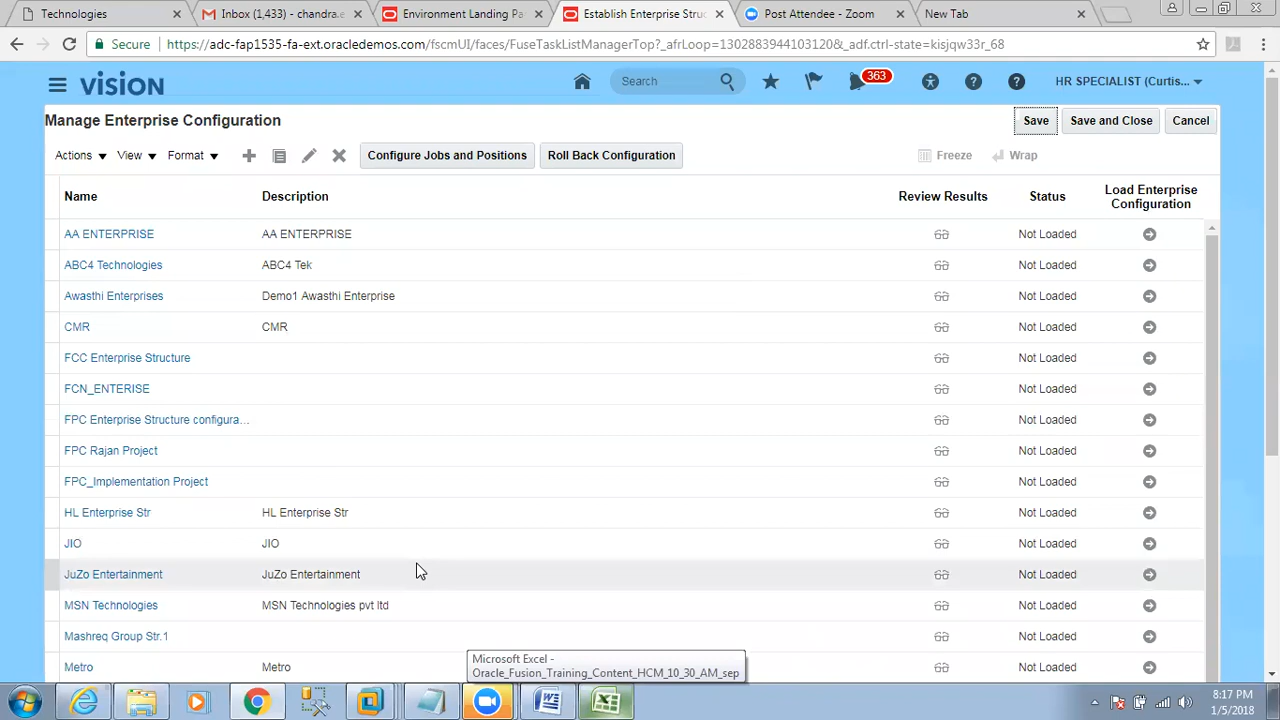 Technologies
Inbox (1,433) - chandra.e
Environment Landing Pa
Establish Enterprise Struc
Post Attendee - Zoom
New Tab
Secure
https://adc-fap1535-fa-ext.oracledemos.com/fscmUI/faces/FuseTaskListManagerTop?_afrLoop=1302883944103120&_adf.ctrl-state=kisjqw33r_68
VISION
Search
363
HR SPECIALIST (Curtis...
Manage Enterprise Configuration
Save
Save and Close
Cancel
Actions
View
Format
Configure Jobs and Positions
Roll Back Configuration
Freeze
Wrap
Name
Description
Review Results
Status
Load Enterprise Configuration
AA ENTERPRISE AA ENTERPRISE Not Loaded
ABC4 Technologies ABC4 Tek Not Loaded
Awasthi Enterprises Demo1 Awasthi Enterprise Not Loaded
CMR CMR Not Loaded
FCC Enterprise Structure Not Loaded
FCN_ENTERISE Not Loaded
FPC Enterprise Structure configura... Not Loaded
FPC Rajan Project Not Loaded
FPC_Implementation Project Not Loaded
HL Enterprise Str HL Enterprise Str Not Loaded
JIO JIO Not Loaded
JuZo Entertainment JuZo Entertainment Not Loaded
MSN Technologies MSN Technologies pvt ltd Not Loaded
Mashreq Group Str.1 Not Loaded
Metro Metro Not Loaded
Microsoft Excel -
Oracle_Fusion_Training_Content_HCM_10_30_AM_sep
8:17 PM
1/5/2018